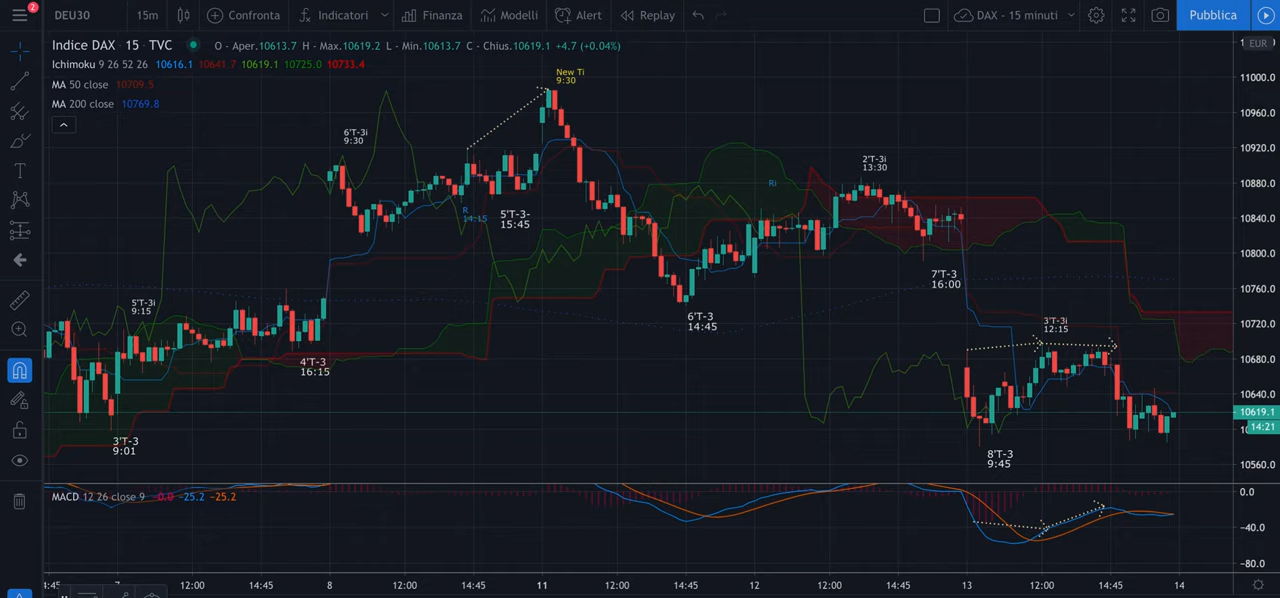 2
DEU30
15m
Confronta
Indicatori
Finanza
Modelli
Alert
Replay
DAX - 15 minuti
Pubblica
Indice DAX · 15 · TVC
O - Aper.10613.7 H - Max.10619.2 L - Min.10613.7 C - Chius.10619.1 +4.7 (+0.04%)
EUR
Ichimoku 9 26 52 26 10616.1 10641.7 10619.1 10725.0 10733.4
MA 50 close 10709.5
MA 200 close 10769.8
New Ti
9:30
11000.0
10960.0
10920.0
10880.0
10840.0
10800.0
10760.0
10720.0
10680.0
10640.0
10619.1
14:21
10560.0
6'T-3i
9:30
2'T-3i
13:30
Ri
R
14:15
5'T-3-
15:45
7'T-3
16:00
5'T-3i
9:15
6'T-3
14:45
3'T-3i
12:15
4'T-3
16:15
3'T-3
9:01
8'T-3
9:45
MACD 12 26 close 9 -0.0 -25.2 -25.2
0.0
-40.0
-80.0
14:45 7 12:00 14:45 8 12:00 14:45 11 12:00 14:45 12 12:00 14:45 13 12:00 14:45 14